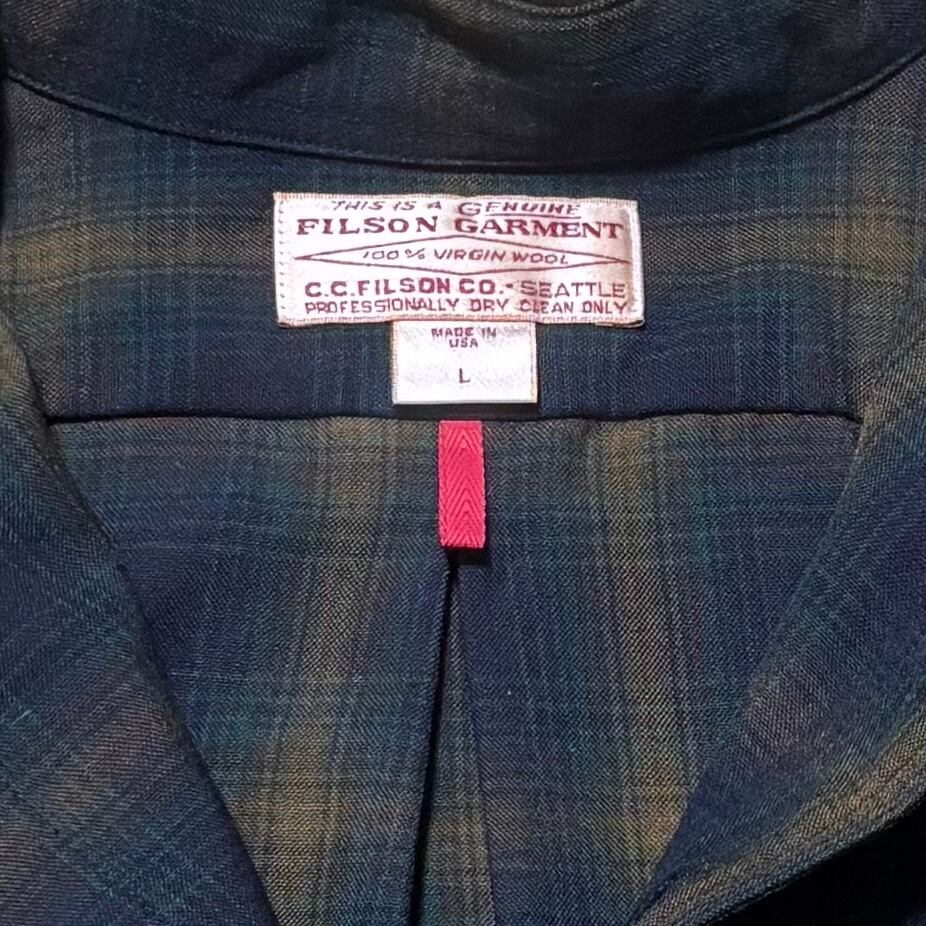 THIS IS A GENUINE
FILSON GARMENT
100% VIRGIN WOOL
C.C.FILSON CO.- SEATTLE
PROFESSIONALLY DRY CLEAN ONLY
MADE IN
USA
L